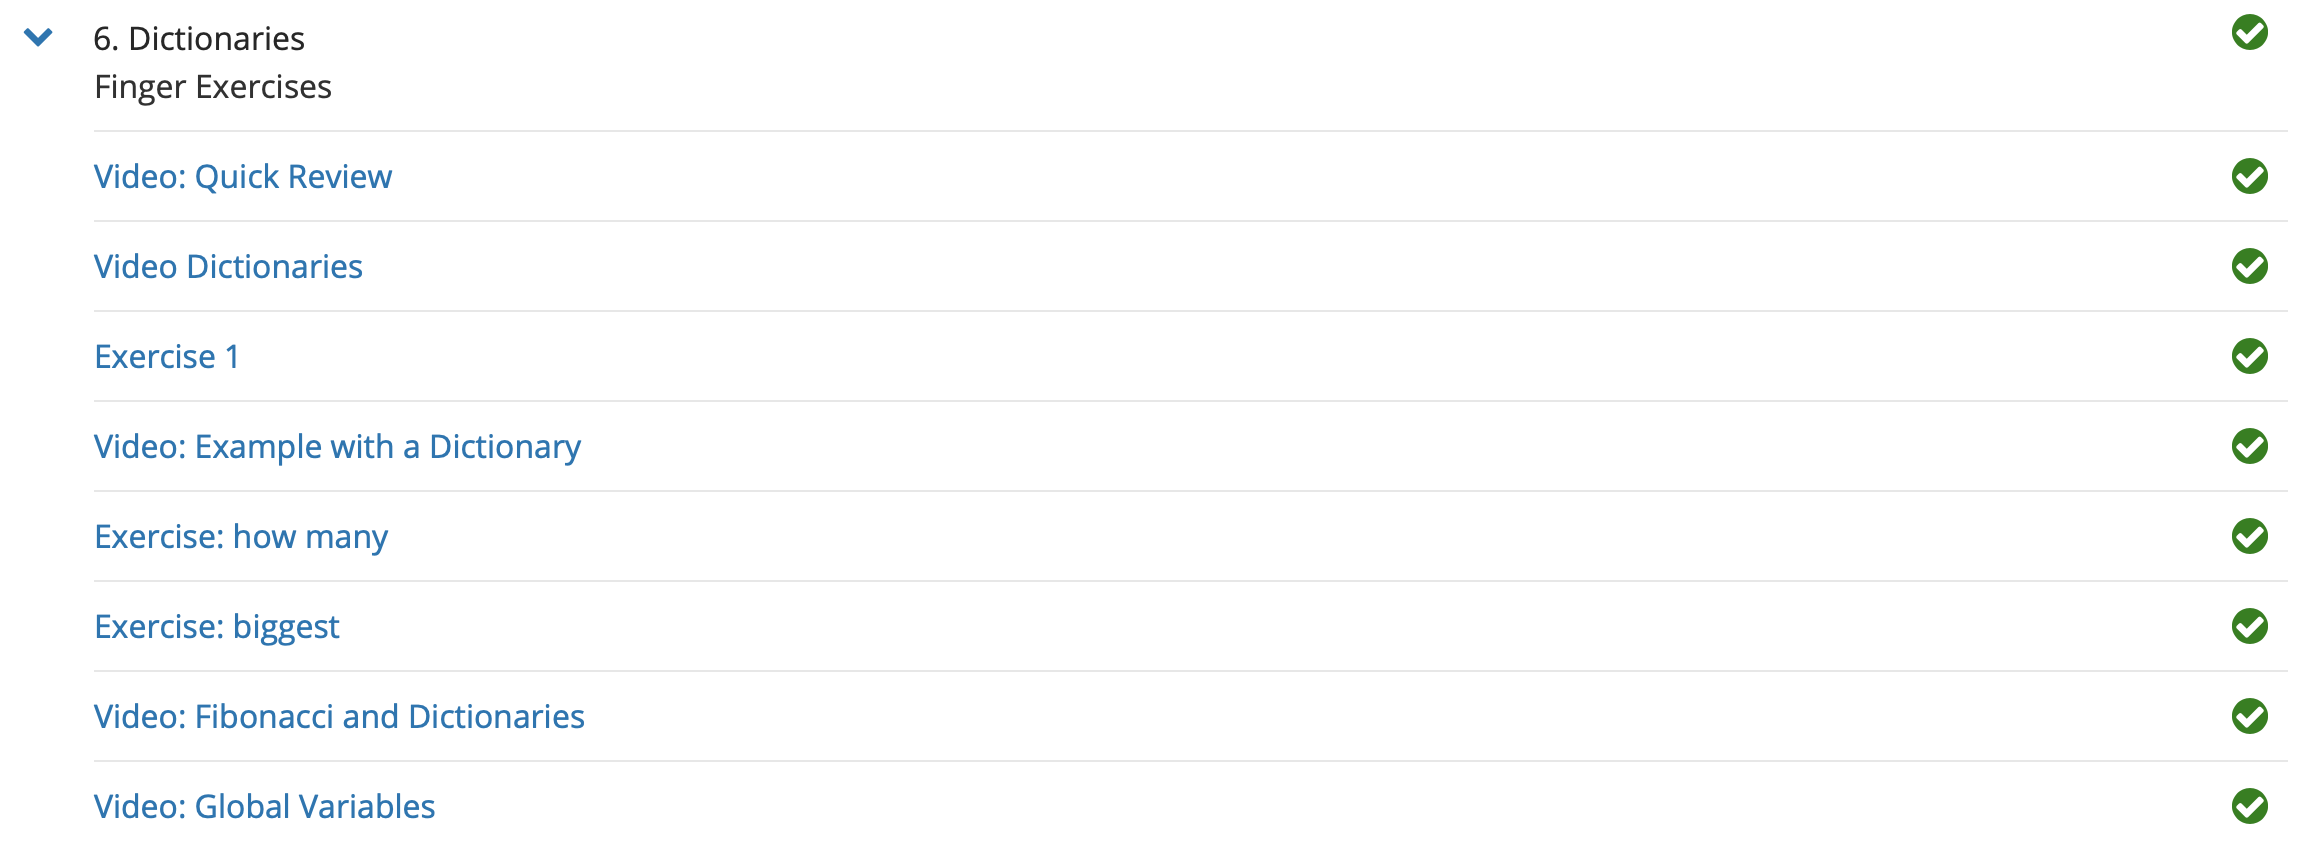 6. Dictionaries
Finger Exercises
Video: Quick Review
Video Dictionaries
Exercise 1
Video: Example with a Dictionary
Exercise: how many
Exercise: biggest
Video: Fibonacci and Dictionaries
Video: Global Variables